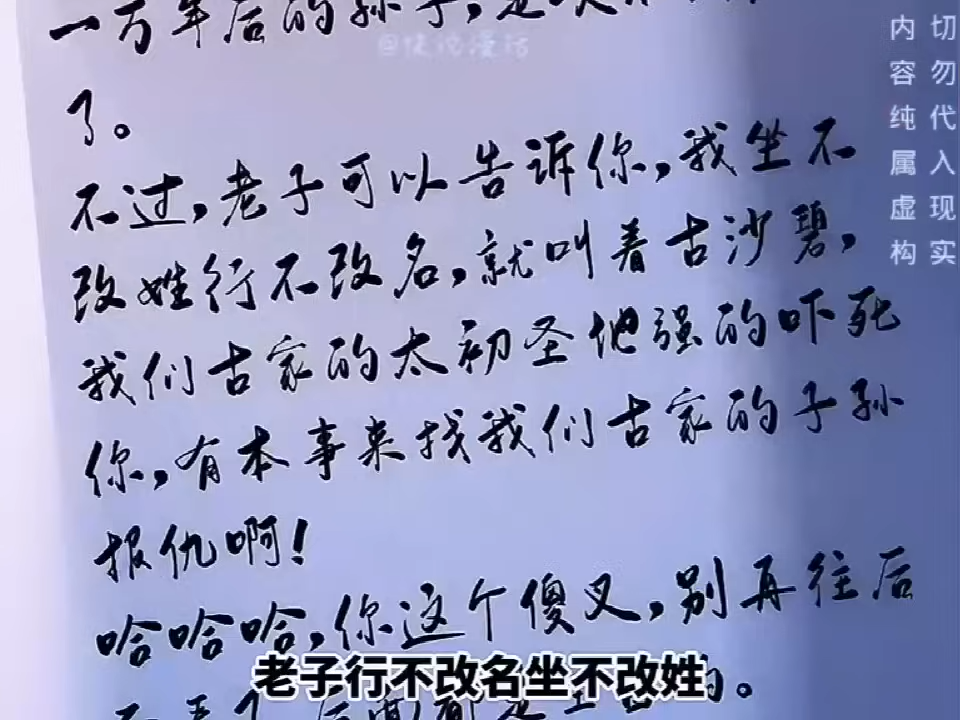 一万年后的孙子，是
了。
不过，老子可以告诉你，我坐不
改姓行不改名，就叫着古沙碧，
我们古家的太初圣地强的吓死
你，有本事来找我们古家的子孙
报仇啊！
哈哈哈，你这个傻叉，别再往后
老子行不改名坐不改姓
切勿代入现实
内容纯属虚构